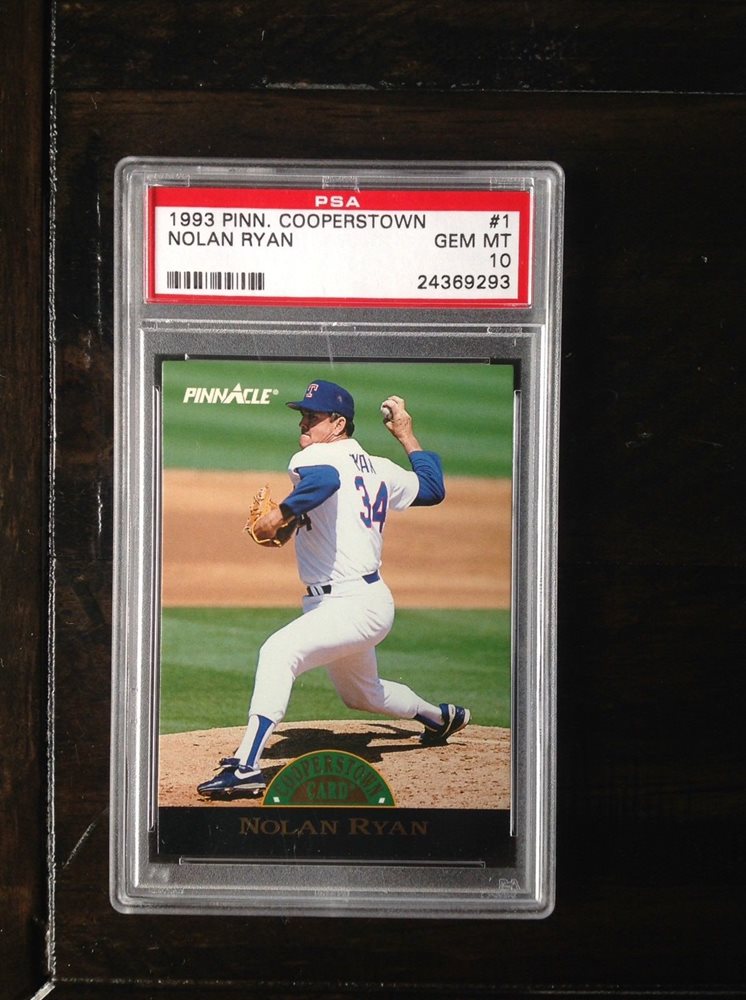 PSA
1993 PINN. COOPERSTOWN #1
NOLAN RYAN GEM MT
10
24369293
PINNACLE®
T
RYAN
34
COOPERSTOWN
CARD
NOLAN RYAN